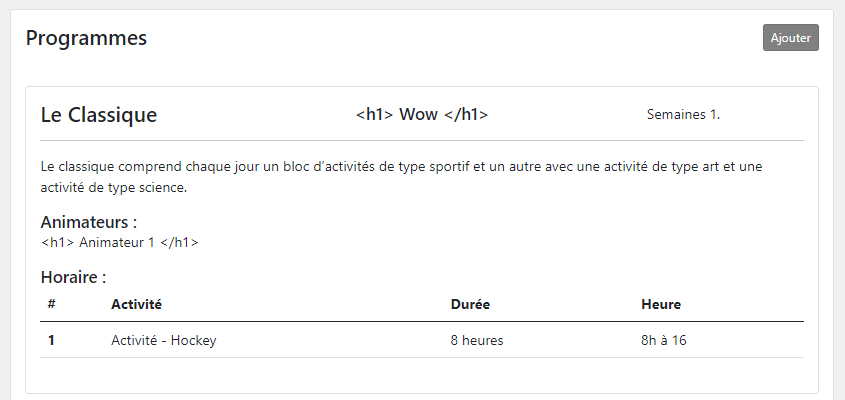 Programmes
Ajouter
Le Classique
<h1> Wow </h1>
Semaines 1.
Le classique comprend chaque jour un bloc d’activités de type sportif et un autre avec une activité de type art et une
activité de type science.
Animateurs :
<h1> Animateur 1 </h1>
Horaire :
# Activité Durée Heure
1 Activité - Hockey 8 heures 8h à 16